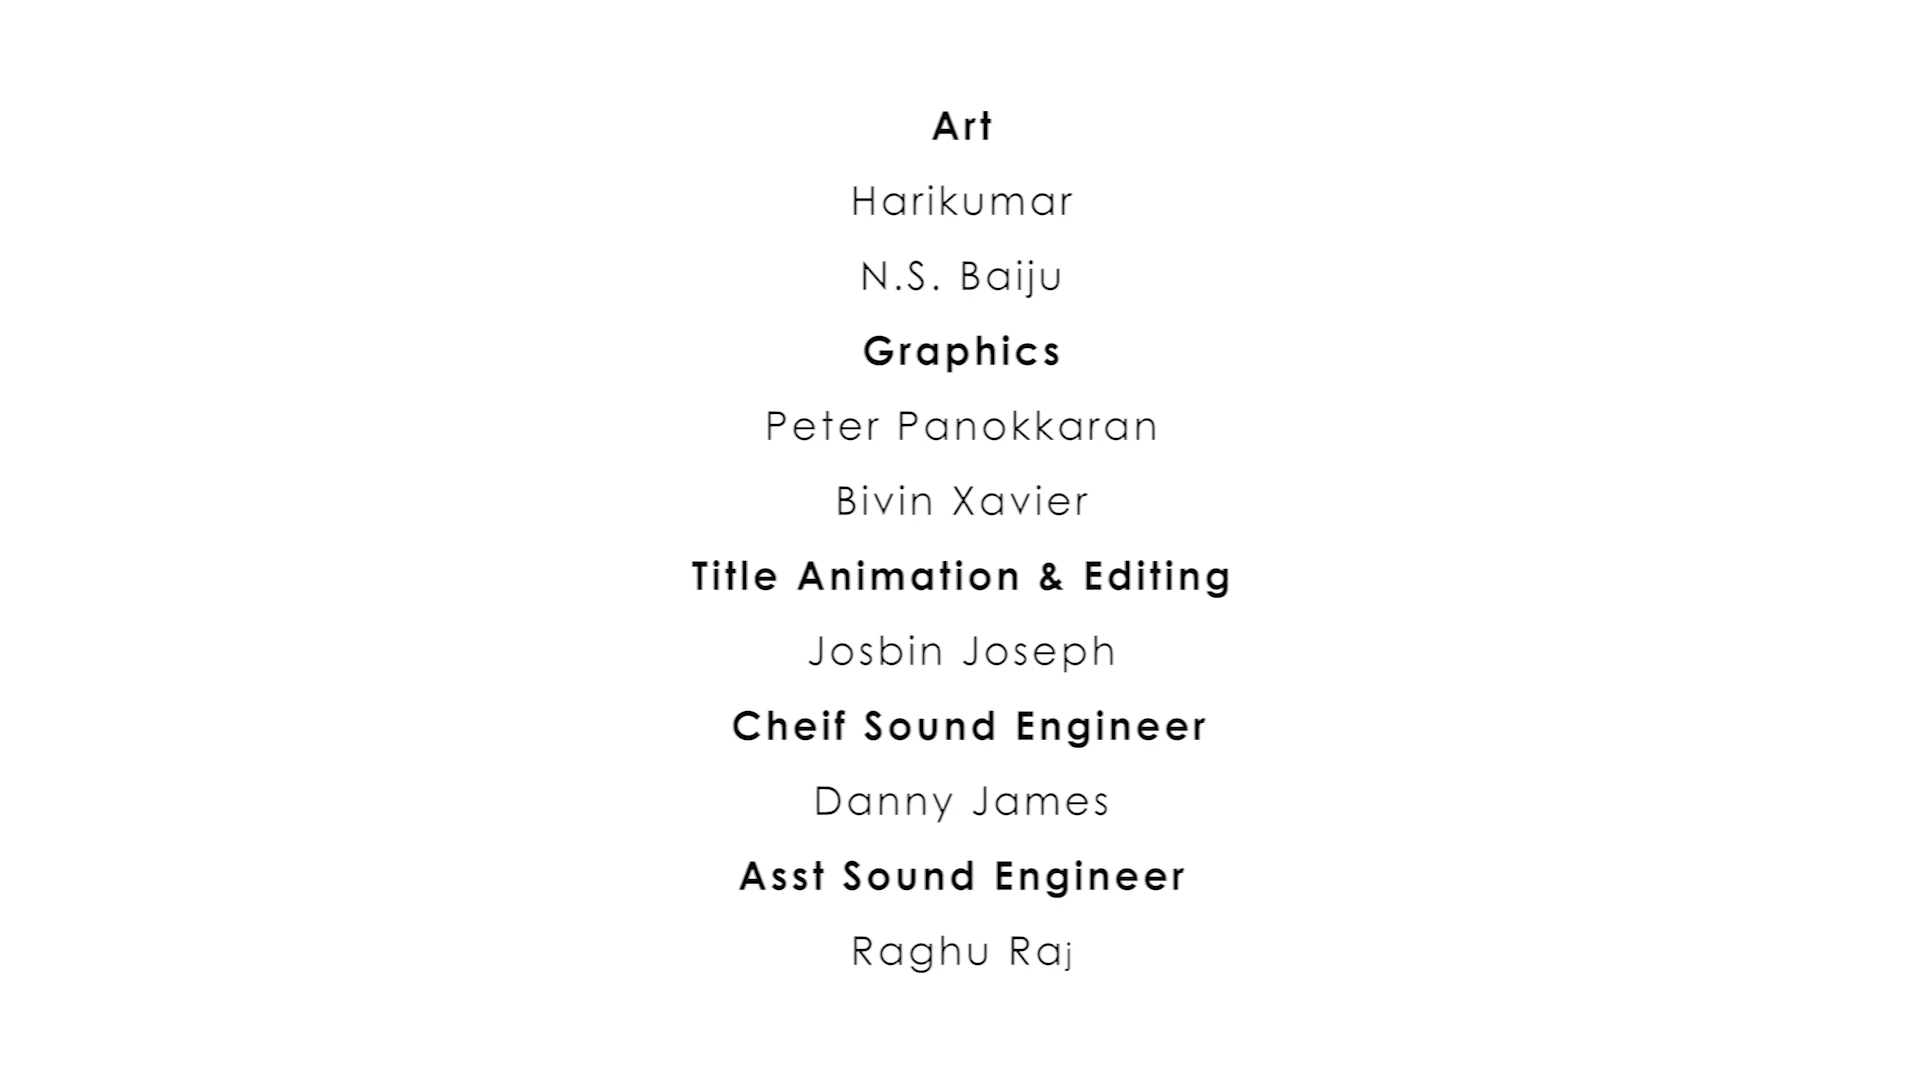 Art
Harikumar
N.S. Baiju
Graphics
Peter Panokkaran
Bivin Xavier
Title Animation & Editing
Josbin Joseph
Cheif Sound Engineer
Danny James
Asst Sound Engineer
Raghu Raj